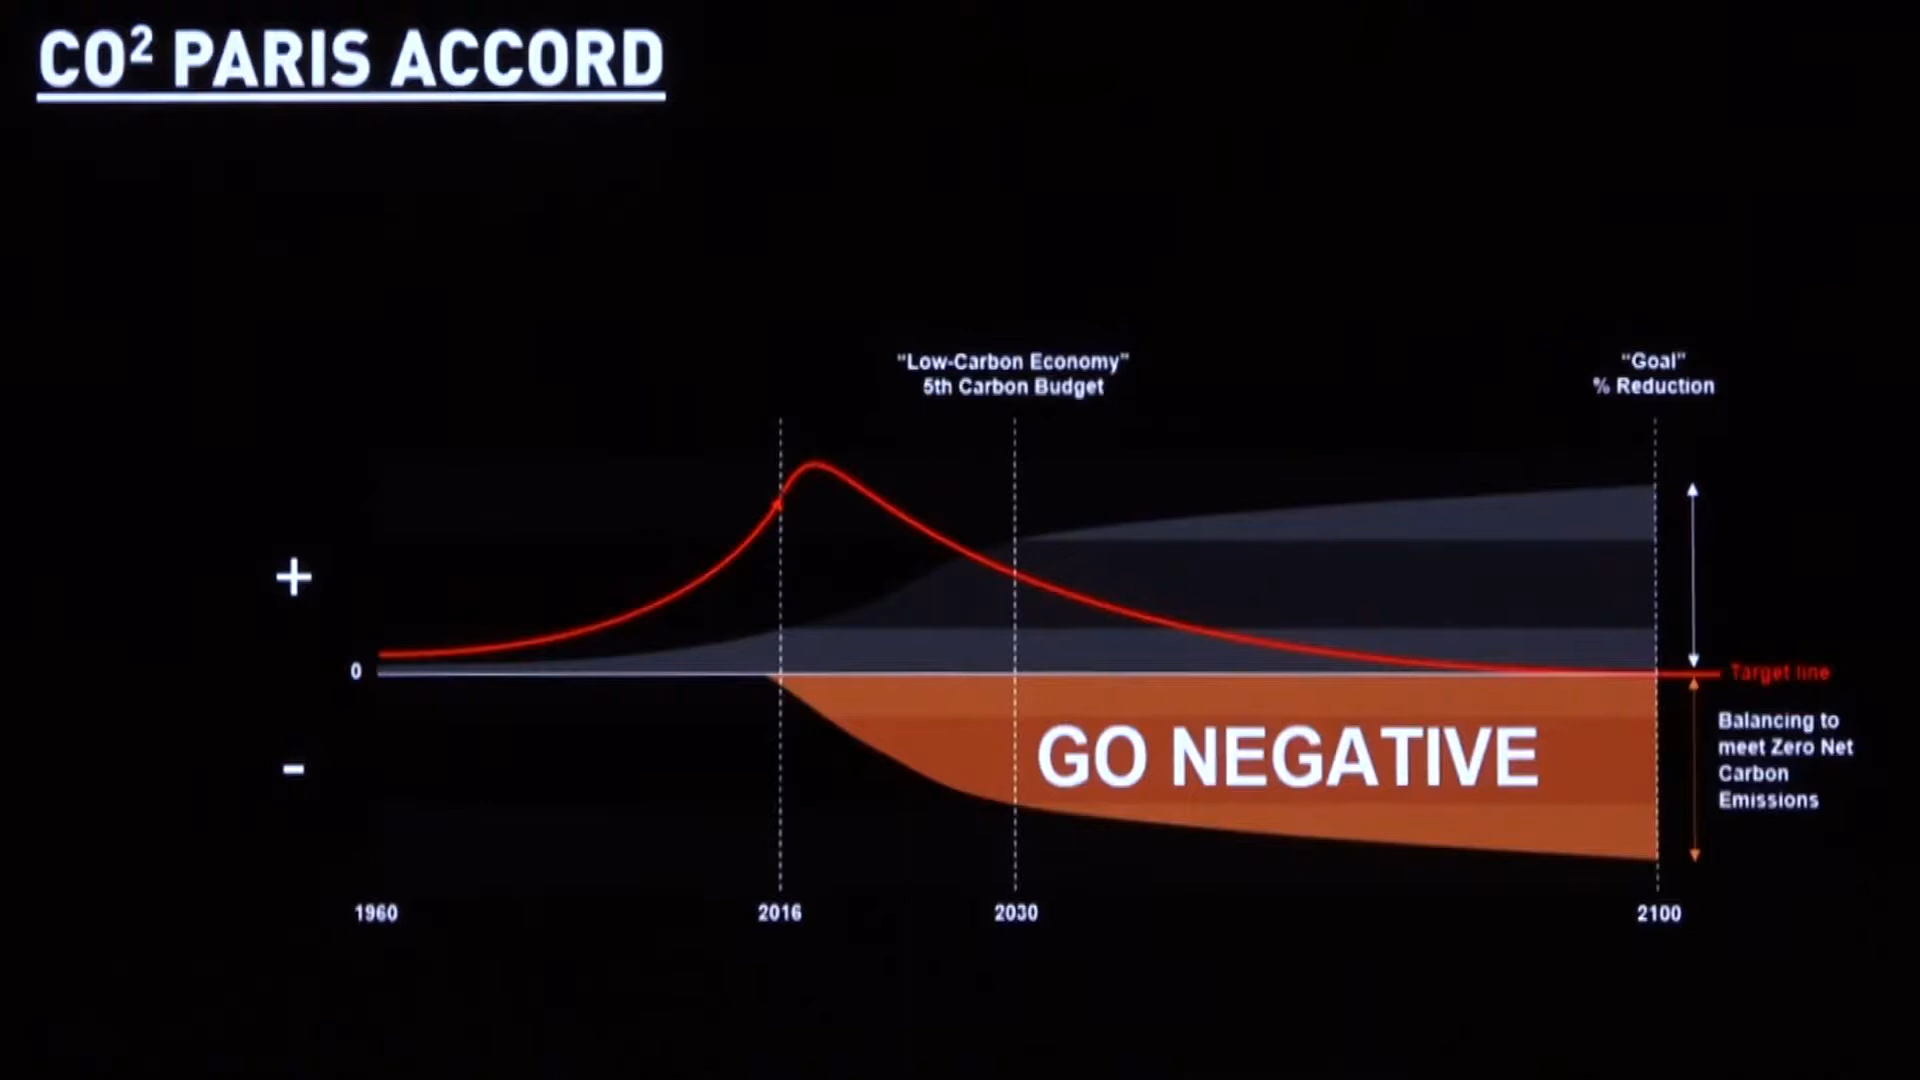 CO² PARIS ACCORD
“Low-Carbon Economy”
5th Carbon Budget
“Goal”
% Reduction
+
0
Target line
-
GO NEGATIVE
Balancing to
meet Zero Net
Carbon
Emissions
1960
2016
2030
2100